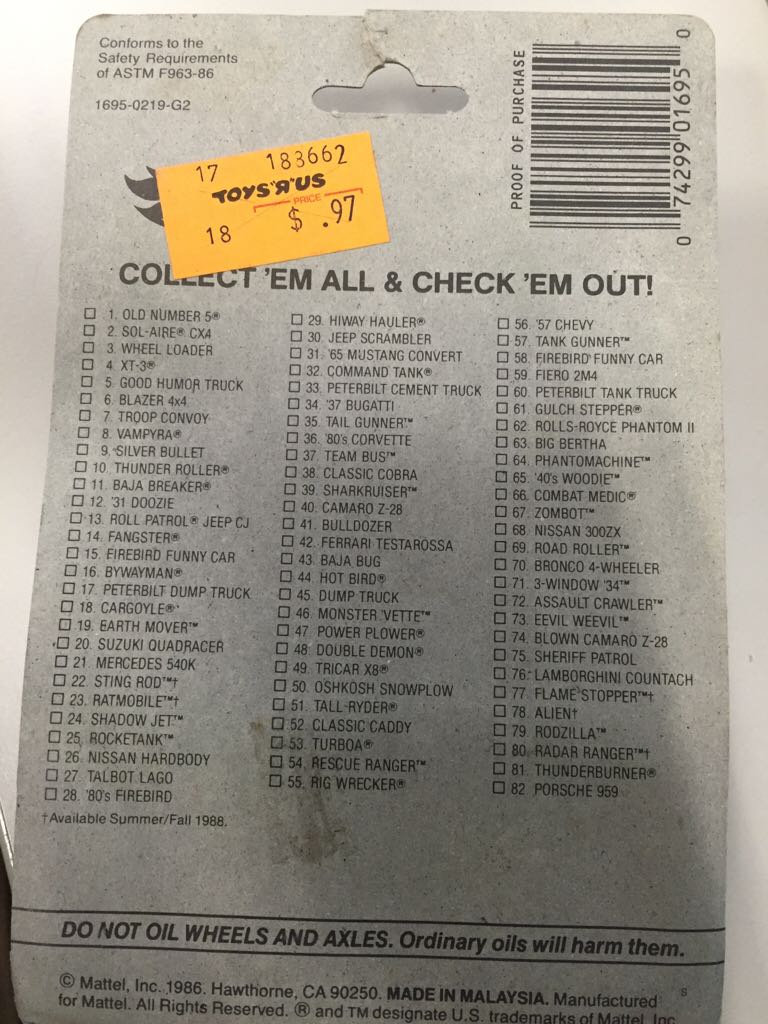 Conforms to the
Safety Requirements
of ASTM F963-86
1695-0219-G2
PROOF OF PURCHASE
0 74299 01695 0
17 183662
TOYS"R"US
PRICE
18 $ .97
COLLECT 'EM ALL & CHECK 'EM OUT!
1. OLD NUMBER 5®
2. SOL-AIRE® CX4
3. WHEEL LOADER
4. XT-3®
5. GOOD HUMOR TRUCK
6. BLAZER 4x4
7. TROOP CONVOY
8. VAMPYRA®
9. SILVER BULLET
10. THUNDER ROLLER®
11. BAJA BREAKER®
12. '31 DOOZIE
13. ROLL PATROL® JEEP CJ
14. FANGSTER®
15. FIREBIRD FUNNY CAR
16. BYWAYMAN®
17. PETERBILT DUMP TRUCK
18. CARGOYLE®
19. EARTH MOVER™
20. SUZUKI QUADRACER
21. MERCEDES 540K
22. STING ROD™†
23. RATMOBILE™†
24. SHADOW JET™
25. ROCKETANK™
26. NISSAN HARDBODY
27. TALBOT LAGO
28. '80's FIREBIRD
†Available Summer/Fall 1988.
29. HIWAY HAULER®
30. JEEP SCRAMBLER
31. '65 MUSTANG CONVERT
32. COMMAND TANK®
33. PETERBILT CEMENT TRUCK
34. '37 BUGATTI
35. TAIL GUNNER™
36. '80's CORVETTE
37. TEAM BUS™
38. CLASSIC COBRA
39. SHARKRUISER™
40. CAMARO Z-28
41. BULLDOZER
42. FERRARI TESTAROSSA
43. BAJA BUG
44. HOT BIRD®
45. DUMP TRUCK
46. MONSTER 'VETTE™
47. POWER PLOWER®
48. DOUBLE DEMON®
49. TRICAR X8®
50. OSHKOSH SNOWPLOW
51. TALL-RYDER®
52. CLASSIC CADDY
53. TURBOA®
54. RESCUE RANGER™
55. RIG WRECKER®
56. '57 CHEVY
57. TANK GUNNER™
58. FIREBIRD FUNNY CAR
59. FIERO 2M4
60. PETERBILT TANK TRUCK
61. GULCH STEPPER®
62. ROLLS-ROYCE PHANTOM II
63. BIG BERTHA
64. PHANTOMACHINE™
65. '40's WOODIE™
66. COMBAT MEDIC®
67. ZOMBOT™
68. NISSAN 300ZX
69. ROAD ROLLER™
70. BRONCO 4-WHEELER
71. 3-WINDOW '34™
72. ASSAULT CRAWLER™
73. EEVIL WEEVIL™
74. BLOWN CAMARO Z-28
75. SHERIFF PATROL
76. LAMBORGHINI COUNTACH
77. FLAME STOPPER™†
78. ALIEN†
79. RODZILLA™
80. RADAR RANGER™†
81. THUNDERBURNER®
82. PORSCHE 959
DO NOT OIL WHEELS AND AXLES. Ordinary oils will harm them.
© Mattel, Inc. 1986. Hawthorne, CA 90250. MADE IN MALAYSIA. Manufactured
for Mattel. All Rights Reserved. ® and TM designate U.S. trademarks of Mattel, Inc.
S